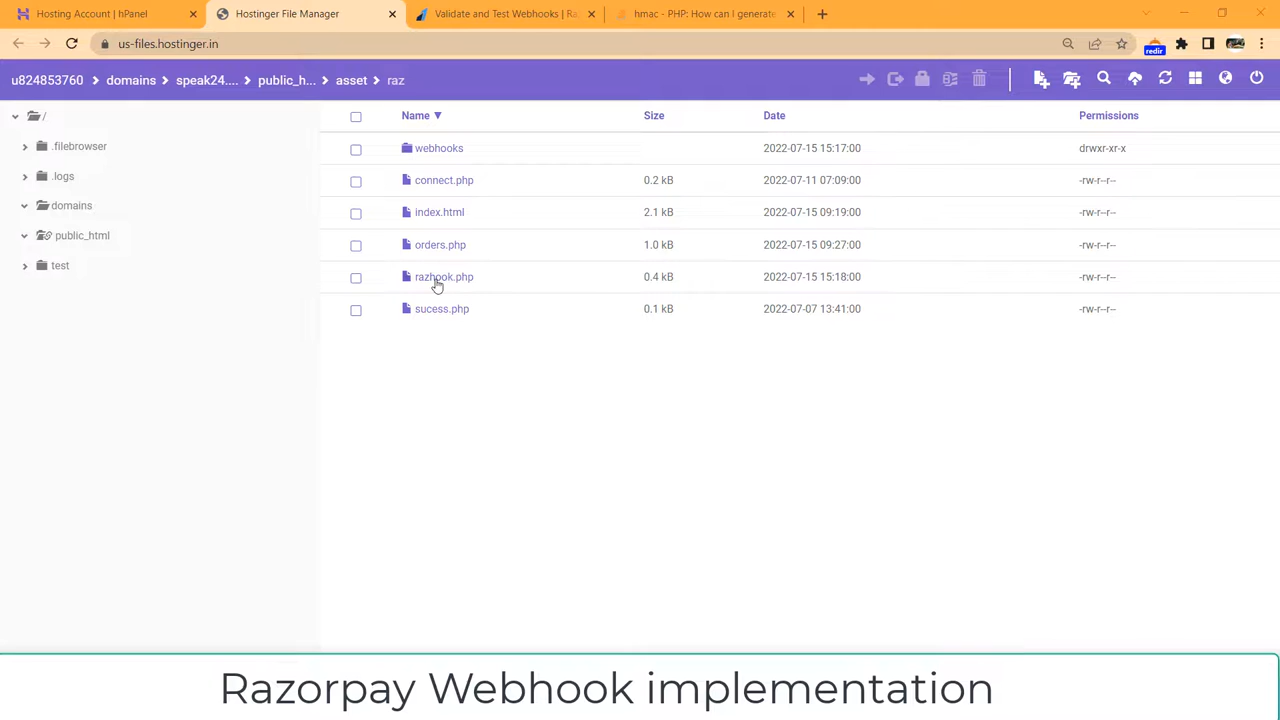 Hosting Account | hPanel
Hostinger File Manager
Validate and Test Webhooks | Ra
hmac - PHP: How can I generate
us-files.hostinger.in
redir
u824853760 > domains > speak24.... > public_h... > asset > raz
/
.filebrowser
.logs
domains
public_html
test
Name ▼ Size Date Permissions
webhooks 2022-07-15 15:17:00 drwxr-xr-x
connect.php 0.2 kB 2022-07-11 07:09:00 -rw-r--r--
index.html 2.1 kB 2022-07-15 09:19:00 -rw-r--r--
orders.php 1.0 kB 2022-07-15 09:27:00 -rw-r--r--
razhook.php 0.4 kB 2022-07-15 15:18:00 -rw-r--r--
sucess.php 0.1 kB 2022-07-07 13:41:00 -rw-r--r--
Razorpay Webhook implementation